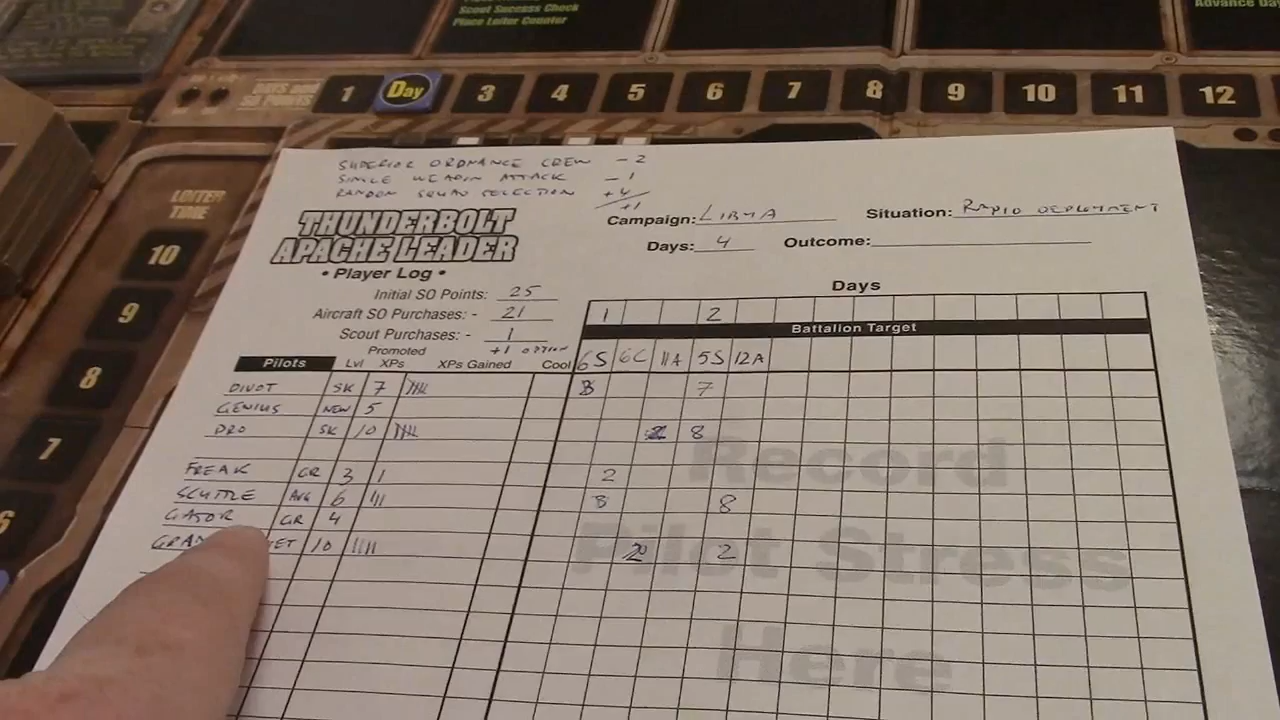 Scout Success Check
Place Loiter Counter
Advance Day
DAYS AND
SO POINTS
1 Day 3 4 5 6 7 8 9 10 11 12
LOITER
TIME
10
9
8
7
6
SUPERIOR ORDNANCE CREW -2
SINGLE WEAPON ATTACK -1
RANDOM SQUAD SELECTION +4
+1
THUNDERBOLT
APACHE LEADER
• Player Log •
Campaign: LIBYA Situation: RAPID DEPLOYMENT
Days: 4 Outcome:
Initial SO Points: 25
Aircraft SO Purchases: - 21
Scout Purchases: - 1
+1 OPTION
Days
1 2
Battalion Target
6S 6C 11A 5S 12A
Promoted
Pilots Lvl XPs XPs Gained Cool
DIVOT SK 7 7
GENIUS NEW 5
PRO SK 10 8
FREAK GR 3 1 2
SCUTTLE AVG 6 III 8
GATOR GR 4
GRAN ET 10 2
Record
Pilot Stress
Here